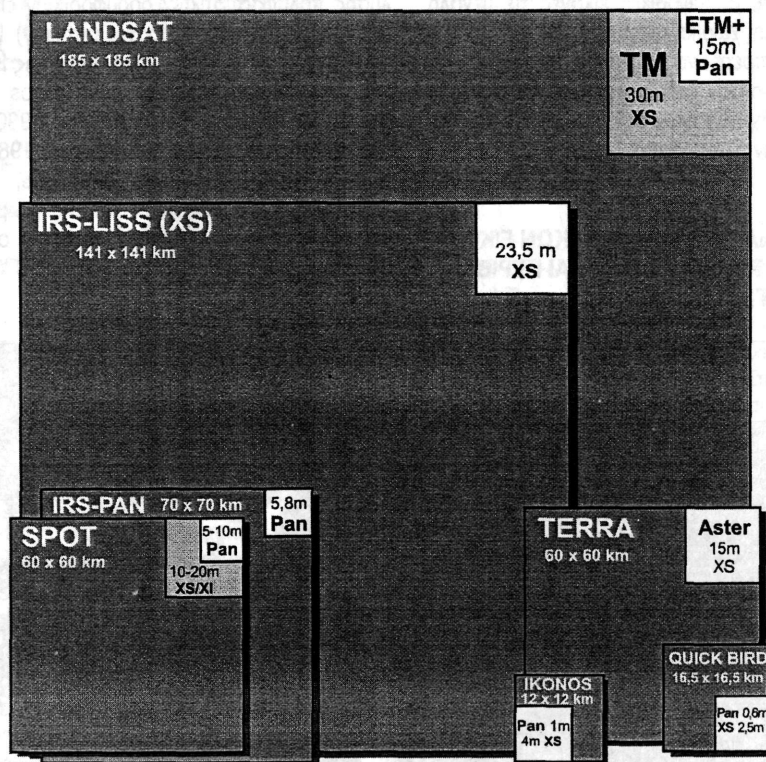 LANDSAT
185 x 185 km
TM
30m
XS
ETM+
15m
Pan
IRS-LISS (XS)
141 x 141 km
23,5 m
XS
IRS-PAN 70 x 70 km
5,8m
Pan
SPOT
60 x 60 km
5-10m
Pan
10-20m
XS/XI
TERRA
60 x 60 km
Aster
15m
XS
IKONOS
12 x 12 km
Pan 1m
4m XS
QUICK BIRD
16,5 x 16,5 km
Pan 0,6m
XS 2,5m